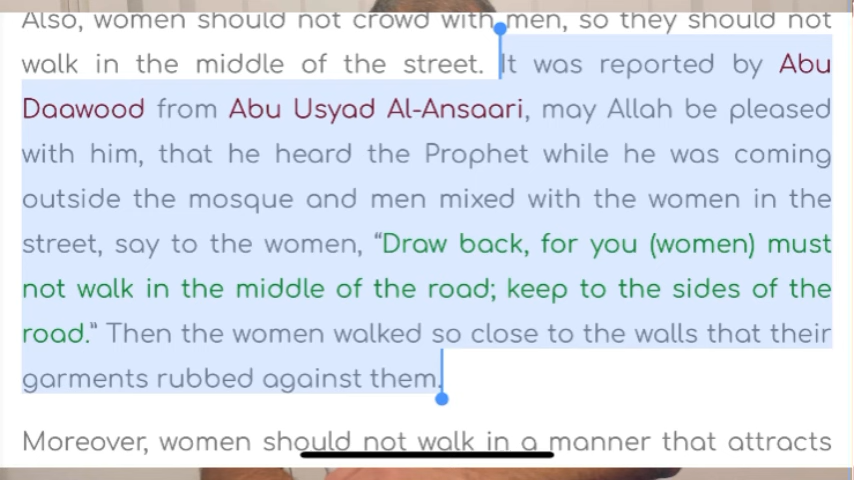 Also, women should not crowd with men, so they should not
walk in the middle of the street. It was reported by Abu
Daawood from Abu Usyad Al-Ansaari, may Allah be pleased
with him, that he heard the Prophet while he was coming
outside the mosque and men mixed with the women in the
street, say to the women, “Draw back, for you (women) must
not walk in the middle of the road; keep to the sides of the
road.” Then the women walked so close to the walls that their
garments rubbed against them.
Moreover, women should not walk in a manner that attracts